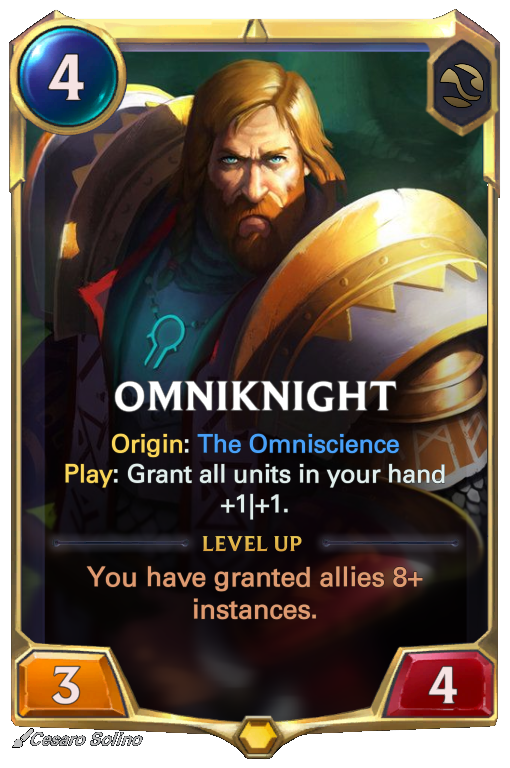 4
OMNIKNIGHT
Origin: The Omniscience
Play: Grant all units in your hand
+1|+1.
LEVEL UP
You have granted allies 8+
instances.
3
4
Cesaro Solino